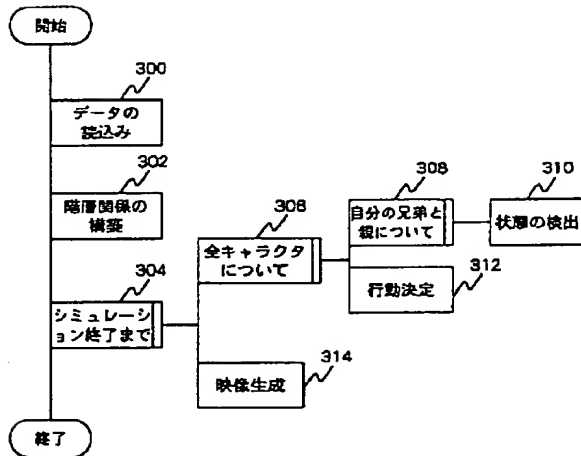 開始
300
データの
読込み
302
階層関係の
構築
304
シミュレーシ
ョン終了まで
306
全キャラクタ
について
308
自分の兄弟と
親について
310
状態の検出
312
行動決定
314
映像生成
終了